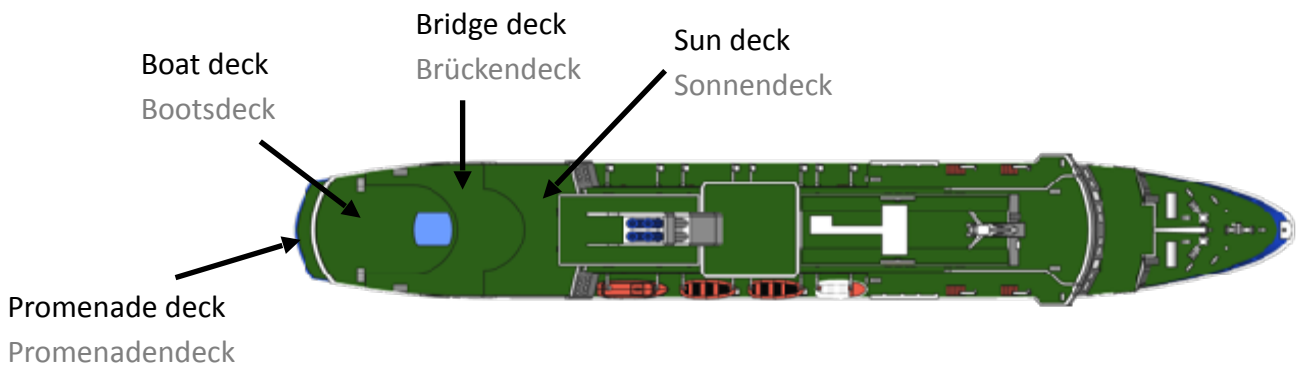 Bridge deck
Brückendeck
Sun deck
Sonnendeck
Boat deck
Bootsdeck
Promenade deck
Promenadendeck